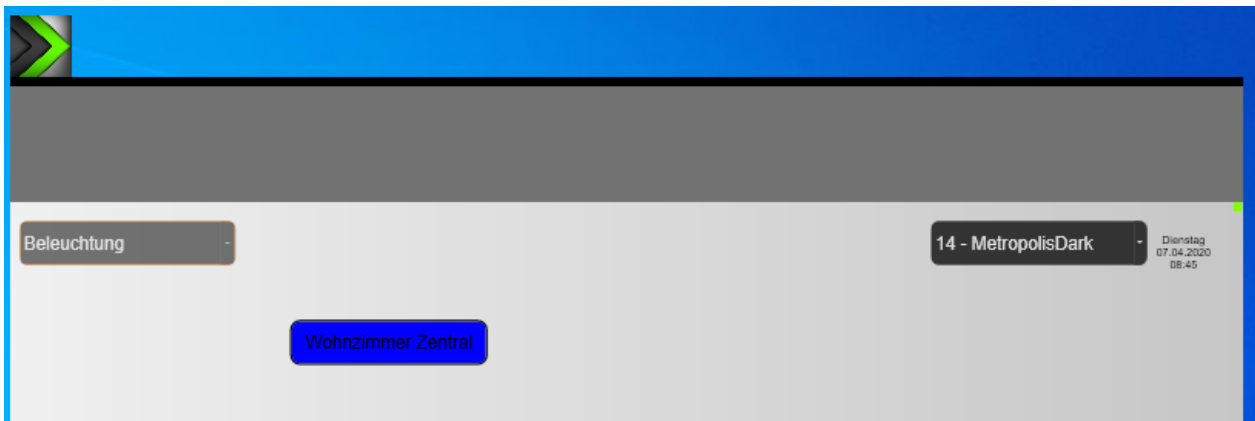 Beleuchtung
14 - MetropolisDark
Dienstag
07.04.2020
08:45
Wohnzimmer Zentral